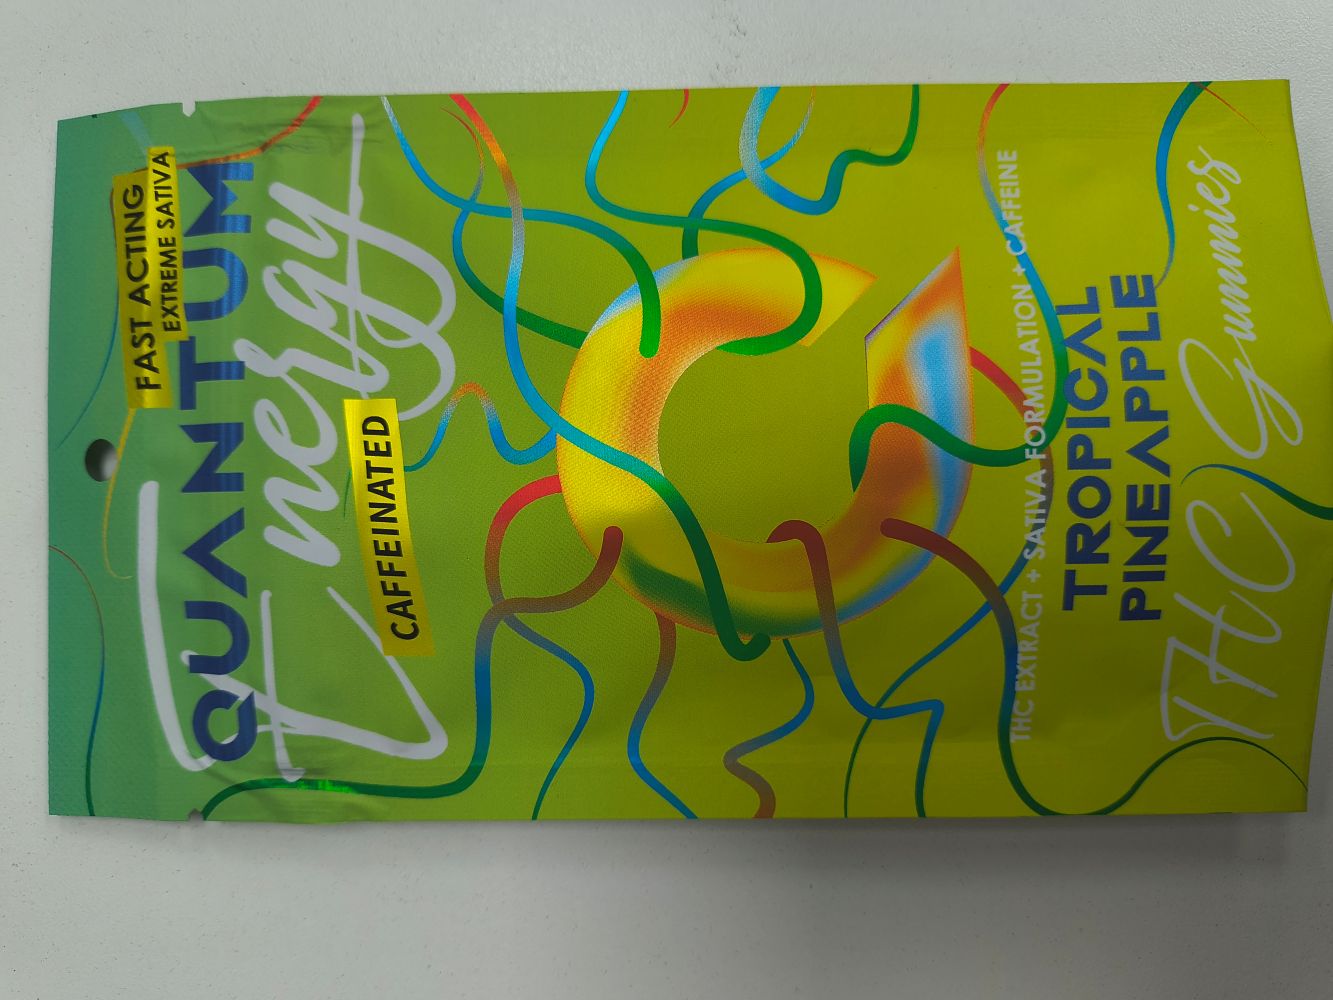 FAST ACTING
EXTREME SATIVA
QUANTUM
Energy
CAFFEINATED
THC EXTRACT + SATIVA FORMULATION + CAFFEINE
TROPICAL
PINEAPPLE
THC Gummies